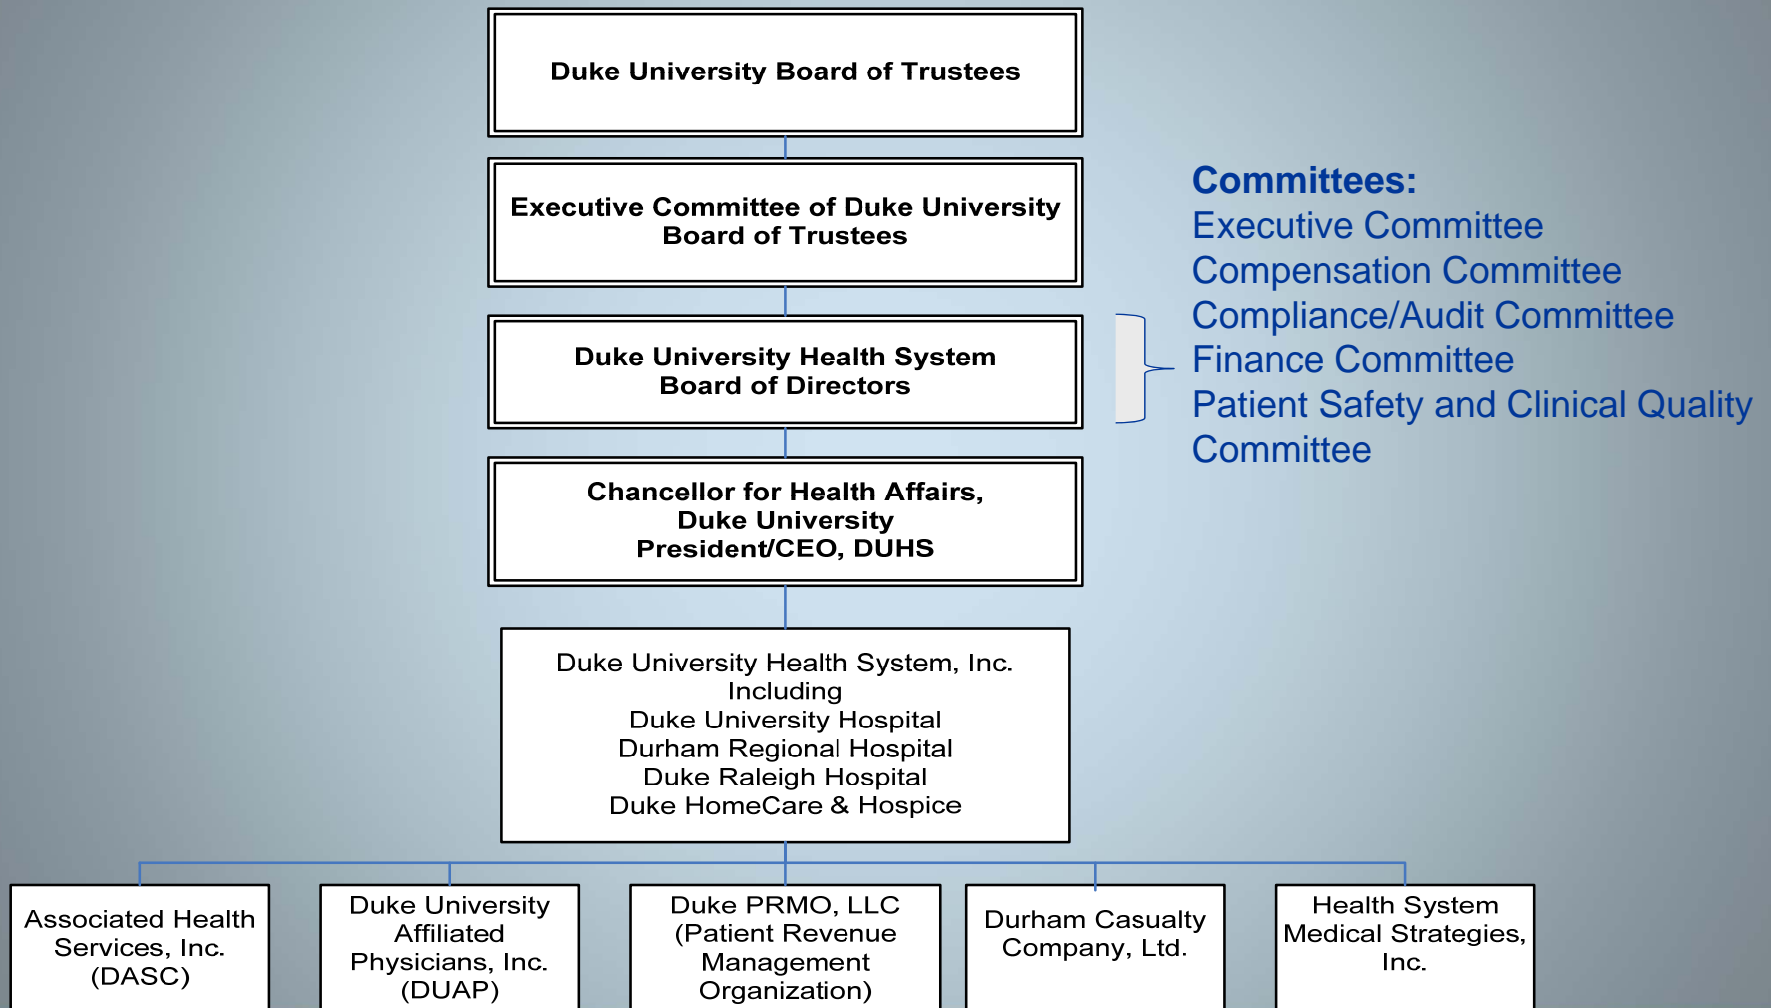 Duke University Board of Trustees
Executive Committee of Duke University
Board of Trustees
Committees:
Executive Committee
Compensation Committee
Compliance/Audit Committee
Finance Committee
Patient Safety and Clinical Quality
Committee
Duke University Health System
Board of Directors
Chancellor for Health Affairs,
Duke University
President/CEO, DUHS
Duke University Health System, Inc.
Including
Duke University Hospital
Durham Regional Hospital
Duke Raleigh Hospital
Duke HomeCare & Hospice
Associated Health
Services, Inc.
(DASC)
Duke University
Affiliated
Physicians, Inc.
(DUAP)
Duke PRMO, LLC
(Patient Revenue
Management
Organization)
Durham Casualty
Company, Ltd.
Health System
Medical Strategies,
Inc.